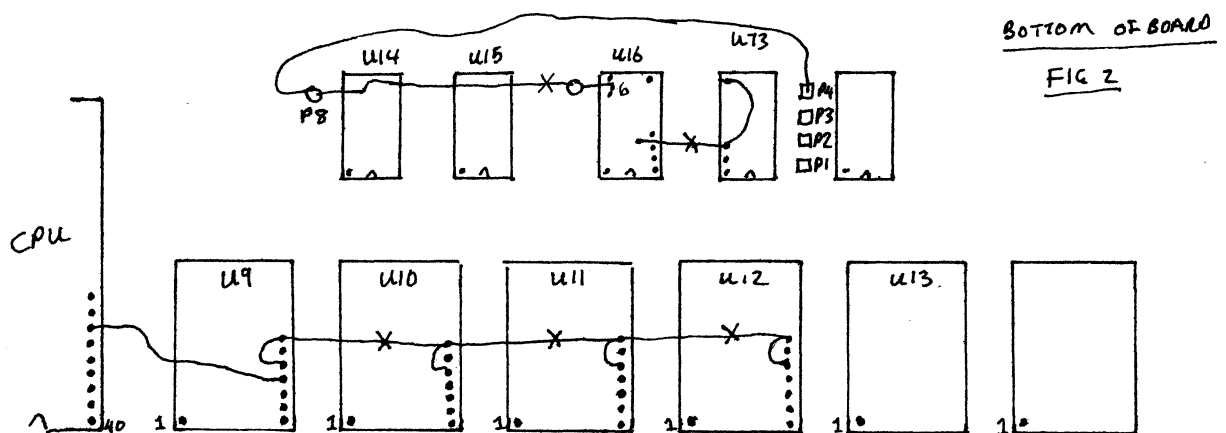 BOTTOM OF BOARD
FIG 2
U14
U15
U16
U73
P8
6
P4
P3
P2
P1
CPU
40
U9
U10
U11
U12
U13.
1
1
1
1
1
1